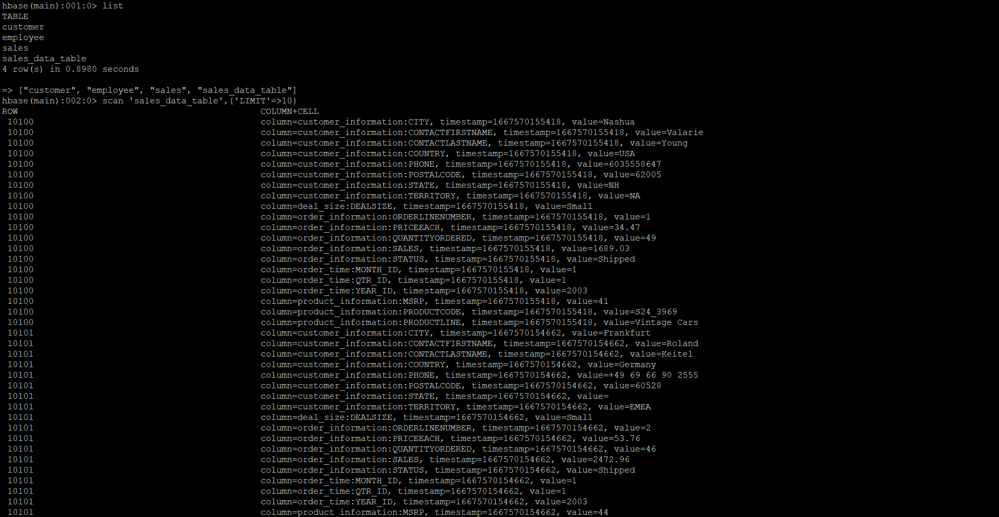 hbase(main):001:0> list
TABLE
customer
employee
sales
sales_data_table
4 row(s) in 0.8980 seconds
=> ["customer", "employee", "sales", "sales_data_table"]
hbase(main):002:0> scan 'sales_data_table',{'LIMIT'=>10}
ROW COLUMN+CELL
10100 column=customer_information:CITY, timestamp=1667570155418, value=Nashua
10100 column=customer_information:CONTACTFIRSTNAME, timestamp=1667570155418, value=Valarie
10100 column=customer_information:CONTACTLASTNAME, timestamp=1667570155418, value=Young
10100 column=customer_information:COUNTRY, timestamp=1667570155418, value=USA
10100 column=customer_information:PHONE, timestamp=1667570155418, value=6035558647
10100 column=customer_information:POSTALCODE, timestamp=1667570155418, value=62005
10100 column=customer_information:STATE, timestamp=1667570155418, value=NH
10100 column=customer_information:TERRITORY, timestamp=1667570155418, value=NA
10100 column=deal_size:DEALSIZE, timestamp=1667570155418, value=Small
10100 column=order_information:ORDERLINENUMBER, timestamp=1667570155418, value=1
10100 column=order_information:PRICEEACH, timestamp=1667570155418, value=34.47
10100 column=order_information:QUANTITYORDERED, timestamp=1667570155418, value=49
10100 column=order_information:SALES, timestamp=1667570155418, value=1689.03
10100 column=order_information:STATUS, timestamp=1667570155418, value=Shipped
10100 column=order_time:MONTH_ID, timestamp=1667570155418, value=1
10100 column=order_time:QTR_ID, timestamp=1667570155418, value=1
10100 column=order_time:YEAR_ID, timestamp=1667570155418, value=2003
10100 column=product_information:MSRP, timestamp=1667570155418, value=41
10100 column=product_information:PRODUCTCODE, timestamp=1667570155418, value=S24_3969
10100 column=product_information:PRODUCTLINE, timestamp=1667570155418, value=Vintage Cars
10101 column=customer_information:CITY, timestamp=1667570154662, value=Frankfurt
10101 column=customer_information:CONTACTFIRSTNAME, timestamp=1667570154662, value=Roland
10101 column=customer_information:CONTACTLASTNAME, timestamp=1667570154662, value=Keitel
10101 column=customer_information:COUNTRY, timestamp=1667570154662, value=Germany
10101 column=customer_information:PHONE, timestamp=1667570154662, value=+49 69 66 90 2555
10101 column=customer_information:POSTALCODE, timestamp=1667570154662, value=60528
10101 column=customer_information:STATE, timestamp=1667570154662, value=
10101 column=customer_information:TERRITORY, timestamp=1667570154662, value=EMEA
10101 column=deal_size:DEALSIZE, timestamp=1667570154662, value=Small
10101 column=order_information:ORDERLINENUMBER, timestamp=1667570154662, value=2
10101 column=order_information:PRICEEACH, timestamp=1667570154662, value=53.76
10101 column=order_information:QUANTITYORDERED, timestamp=1667570154662, value=46
10101 column=order_information:SALES, timestamp=1667570154662, value=2472.96
10101 column=order_information:STATUS, timestamp=1667570154662, value=Shipped
10101 column=order_time:MONTH_ID, timestamp=1667570154662, value=1
10101 column=order_time:QTR_ID, timestamp=1667570154662, value=1
10101 column=order_time:YEAR_ID, timestamp=1667570154662, value=2003
10101 column=product_information:MSRP, timestamp=1667570154662, value=44